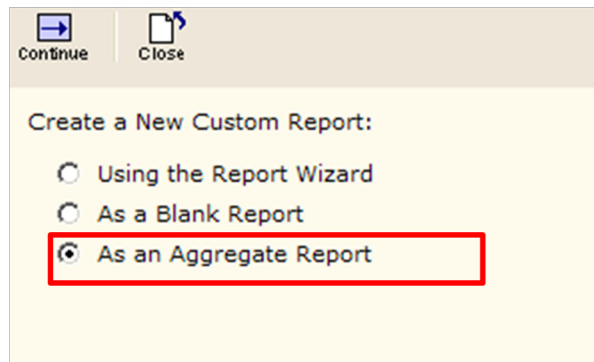 Continue
Close
Create a New Custom Report:
Using the Report Wizard
As a Blank Report
As an Aggregate Report